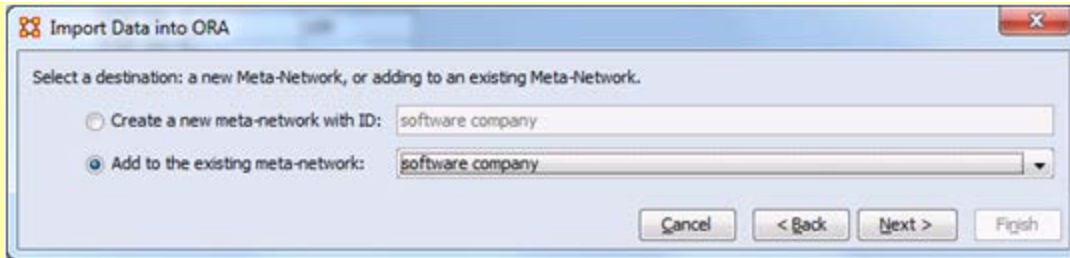 Import Data into ORA
Select a destination: a new Meta-Network, or adding to an existing Meta-Network.
Create a new meta-network with ID: software company
Add to the existing meta-network: software company
Cancel < Back Next > Finish